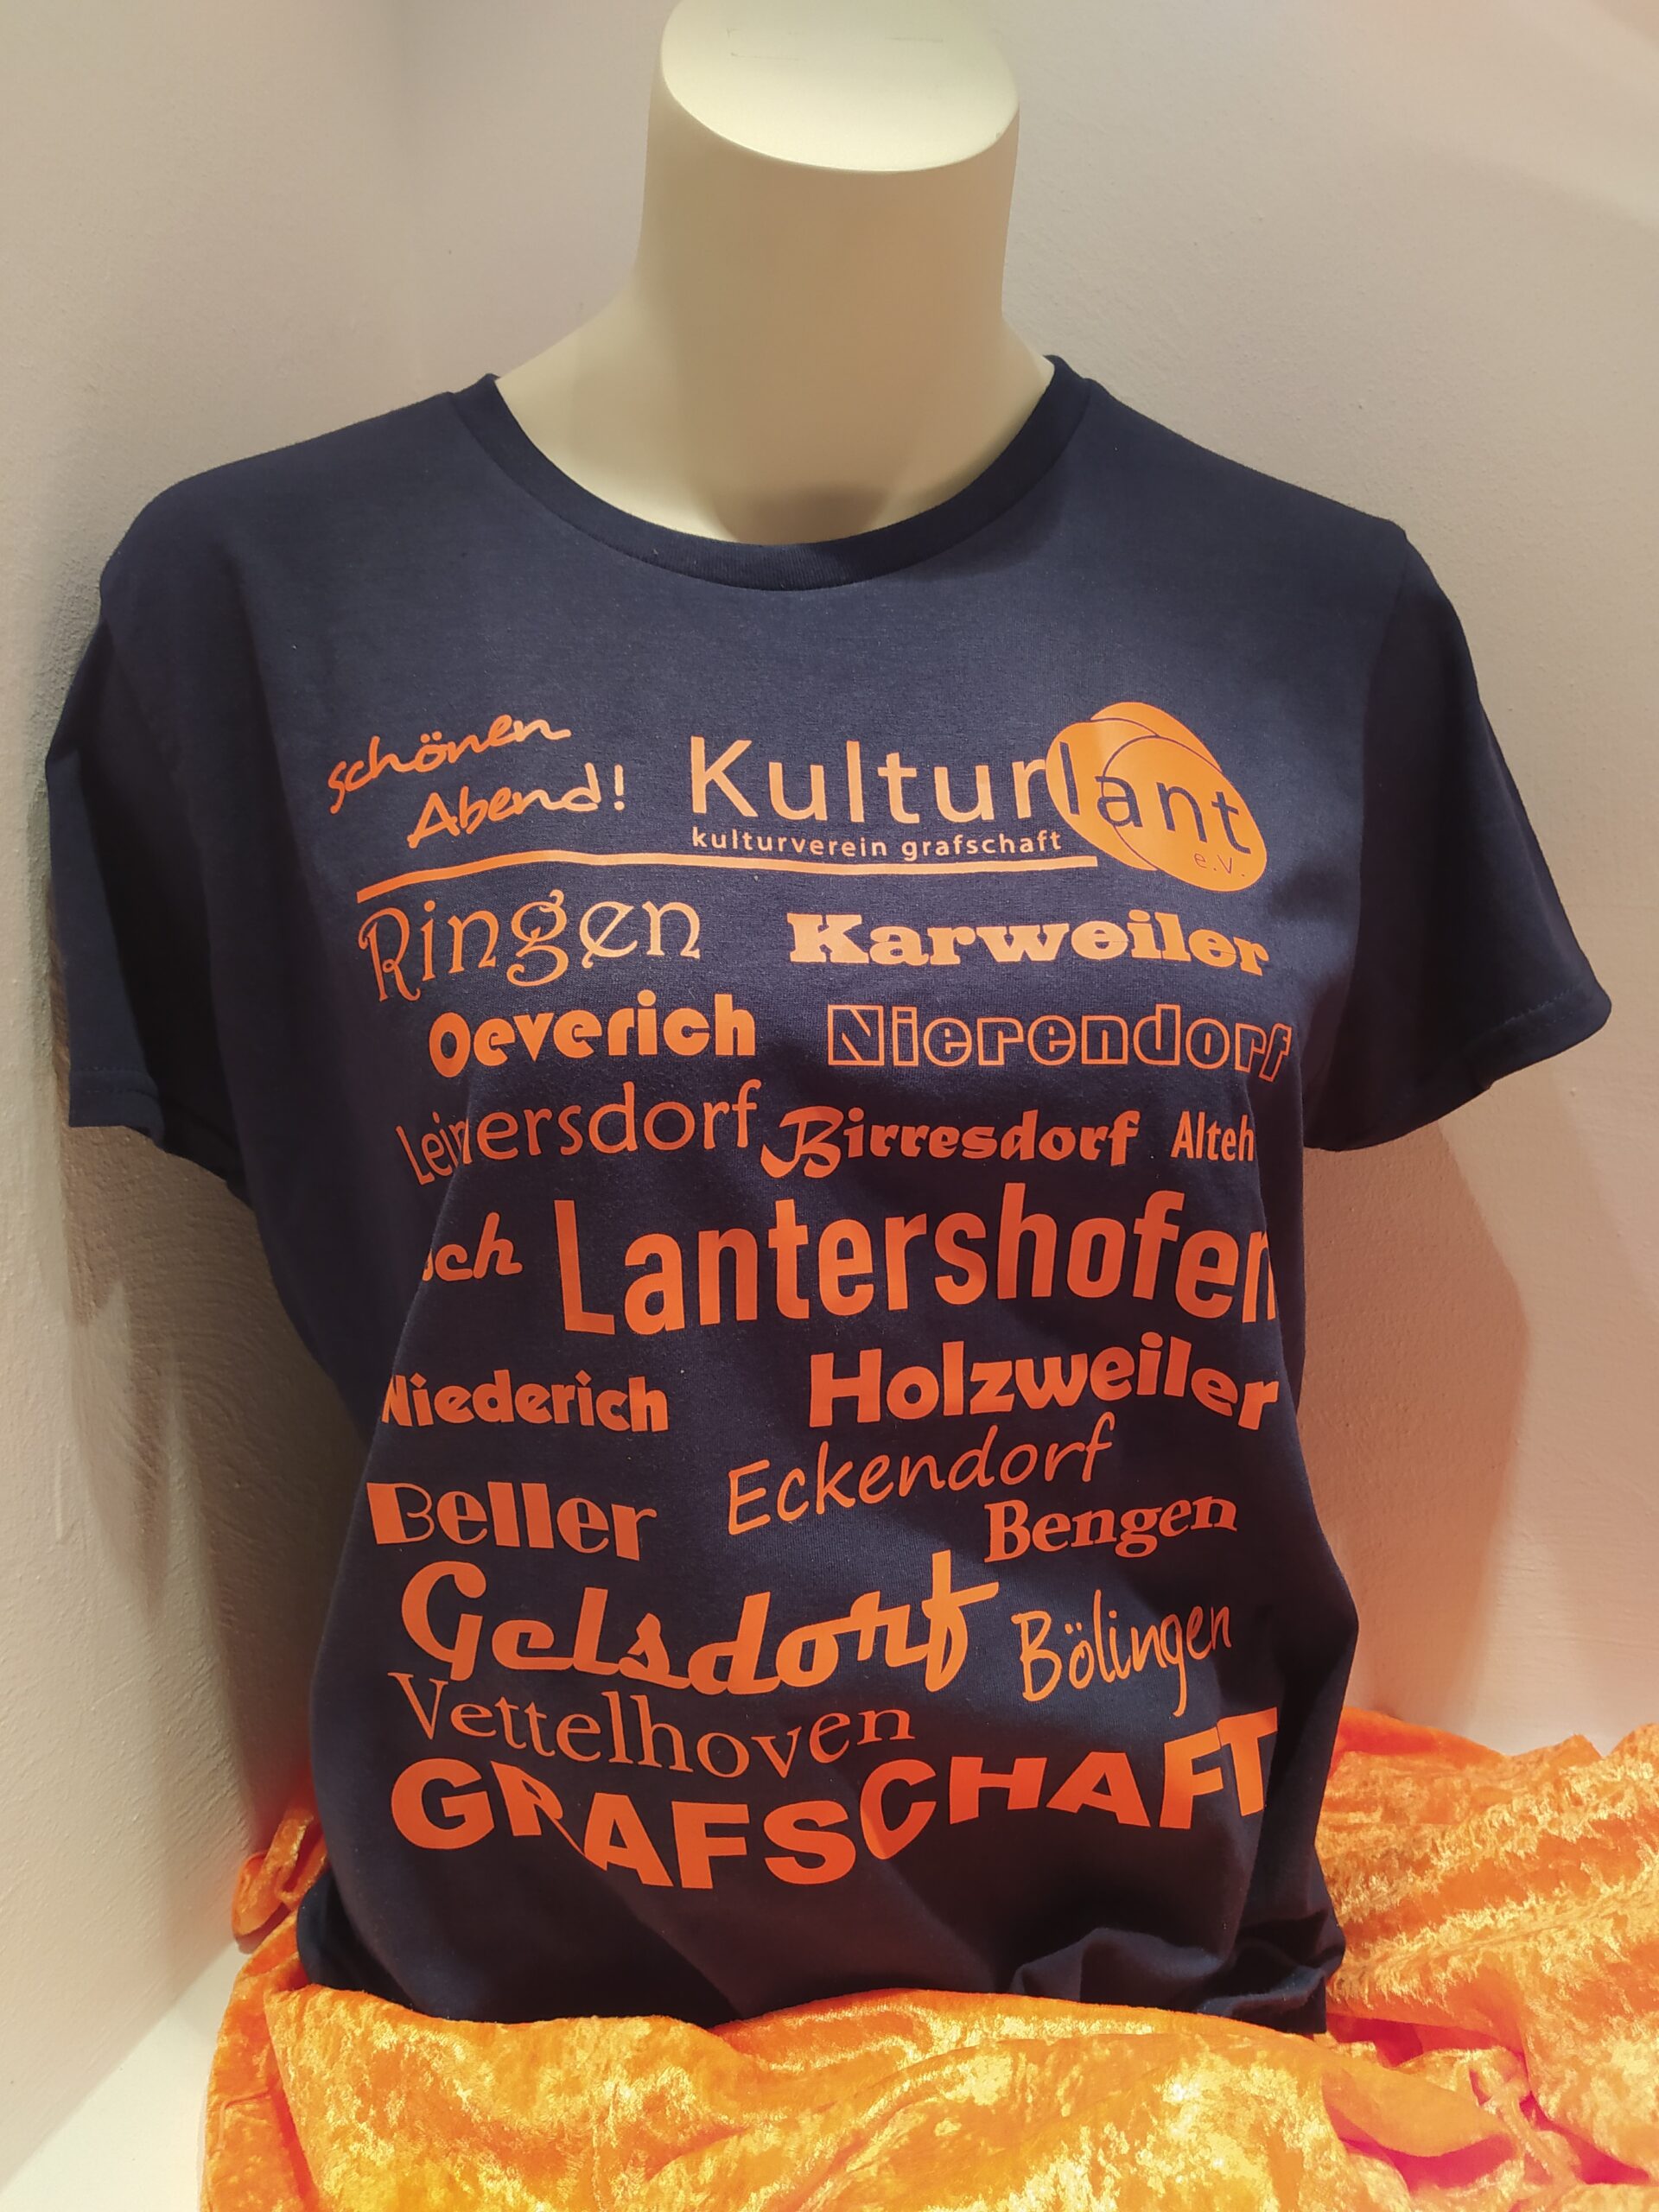 schönen
Abend!
Kulturlant
e.V.
kulturverein grafschaft
Ringen Karweiler
Oeverich Nierendorf
Leimersdorf Birresdorf
Lantershofen
Niederich Holzweiler
Eckendorf
Beller Bengen
Gelsdorf Bölingen
Vettelhoven
GRAFSCHAFT